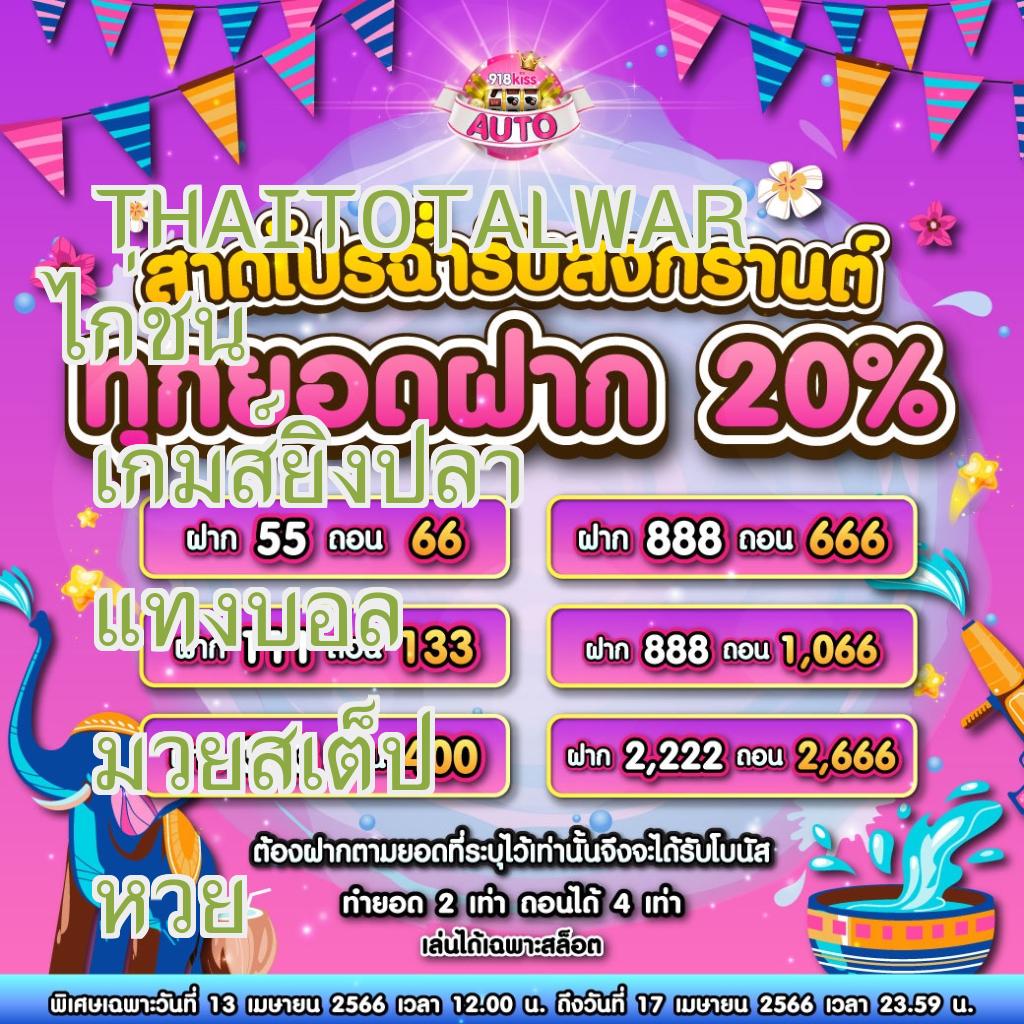 918kiss
AUTO
THAITOTALWAR
สาดโปรฉ่ำรับสงกรานต์
ไก่ชน
ทุกยอดฝาก 20%
เกมส์ยิงปลา
ฝาก 55 ถอน 66
ฝาก 888 ถอน 666
แทงบอล
ฝาก 111 ถอน 133
ฝาก 888 ถอน 1,066
มวยสเต็ป
400
ฝาก 2,222 ถอน 2,666
ต้องฝากตามยอดที่ระบุไว้เท่านั้นจึงจะได้รับโบนัส
หวย
ทำยอด 2 เท่า ถอนได้ 4 เท่า
เล่นได้เฉพาะสล็อต
พิเศษเฉพาะวันที่ 13 เมษายน 2566 เวลา 12.00 น. ถึงวันที่ 17 เมษายน 2566 เวลา 23.59 น.